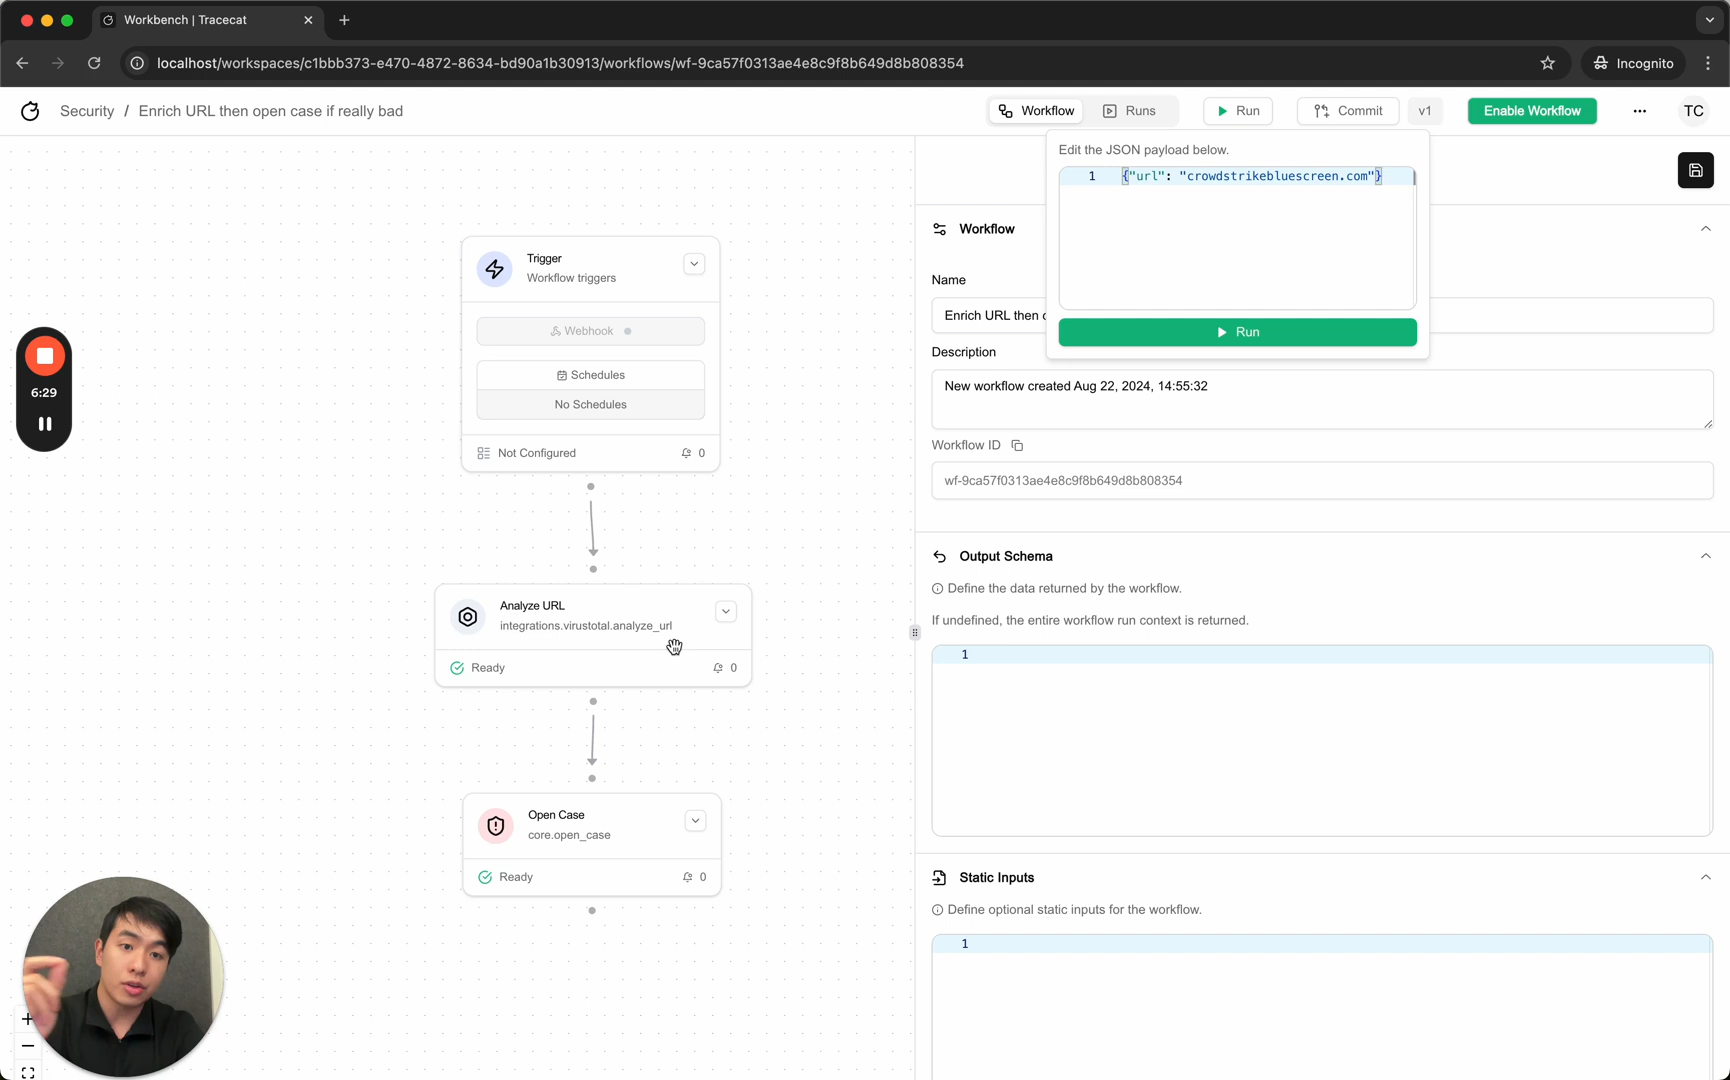 Workbench | Tracecat
localhost/workspaces/c1bbb373-e470-4872-8634-bd90a1b30913/workflows/wf-9ca57f0313ae4e8c9f8b649d8b808354
Incognito
Security / Enrich URL then open case if really bad
Workflow
Runs
Run
Commit
v1
Enable Workflow
TC
Edit the JSON payload below.
1 {"url": "crowdstrikebluescreen.com"}
Run
Workflow
Name
Enrich URL then
Description
New workflow created Aug 22, 2024, 14:55:32
Workflow ID
wf-9ca57f0313ae4e8c9f8b649d8b808354
Output Schema
Define the data returned by the workflow.
If undefined, the entire workflow run context is returned.
1
Static Inputs
Define optional static inputs for the workflow.
1
Trigger
Workflow triggers
Webhook
Schedules
No Schedules
Not Configured
0
Analyze URL
integrations.virustotal.analyze_url
Ready
0
Open Case
core.open_case
Ready
0
6:29